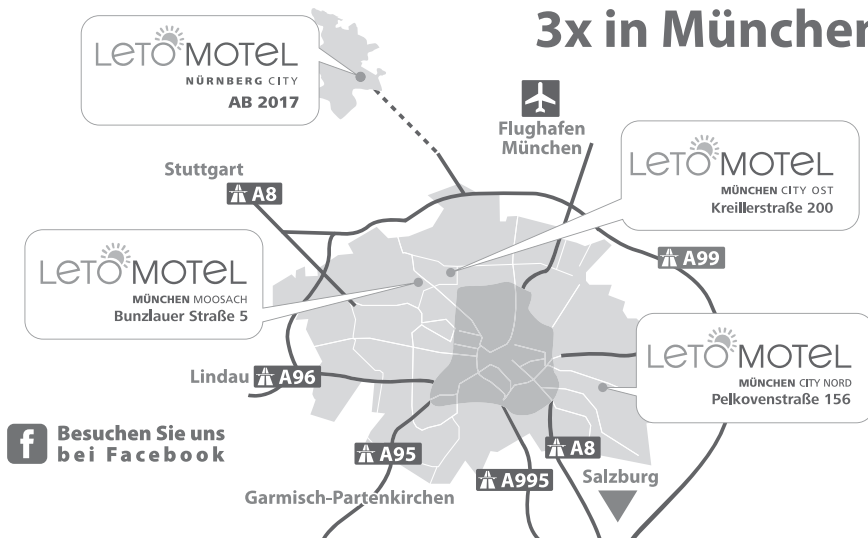 3x in München
LETO MOTEL
NÜRNBERG CITY
AB 2017
Flughafen
München
LETO MOTEL
MÜNCHEN CITY OST
Kreillerstraße 200
Stuttgart
A8
LETO MOTEL
MÜNCHEN MOOSACH
Bunzlauer Straße 5
A99
LETO MOTEL
MÜNCHEN CITY NORD
Pelkovenstraße 156
Lindau A96
f Besuchen Sie uns
bei Facebook
A95
A8
A995
Salzburg
Garmisch-Partenkirchen